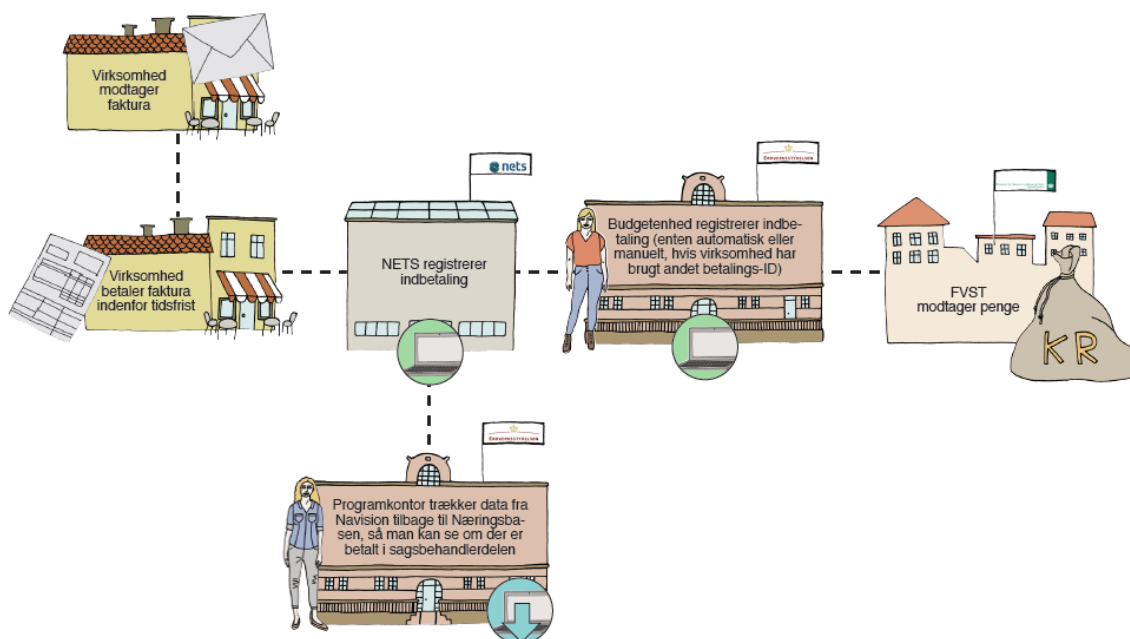 Virksomhed
modtager
faktura
Virksomhed
betaler faktura
indenfor tidsfrist
nets
NETS registrerer
indbetaling
ERHVERVSSTYRELSEN
Budgetenhed registrerer indbe-
taling (enten automatisk eller
manuelt, hvis virksomhed har
brugt andet betalings-ID)
FVST
modtager penge
KR
ERHVERVSSTYRELSEN
Programkontor trækker data fra
Navision tilbage til Næringsba-
sen, så man kan se om der er
betalt i sagsbehandlerdelen